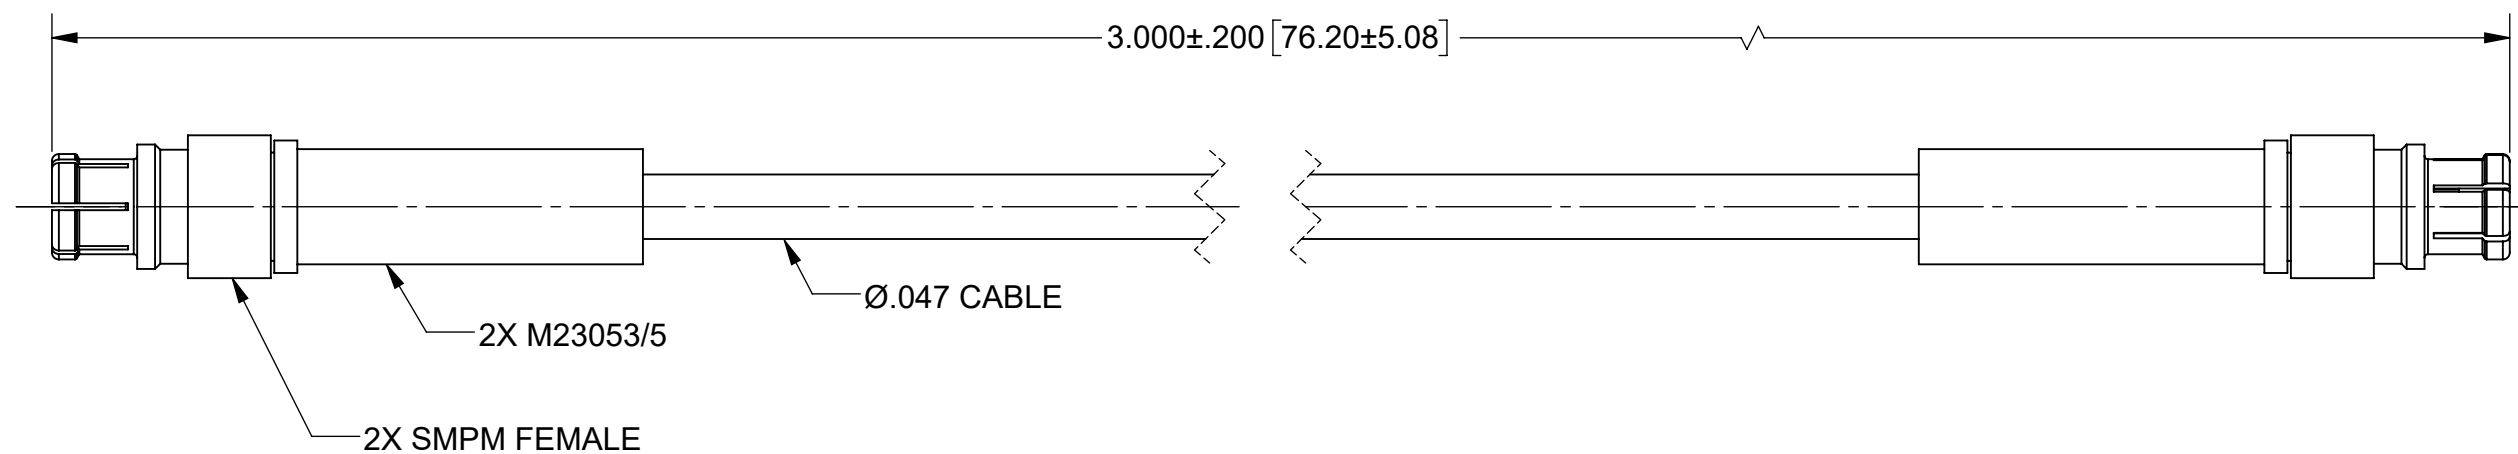 3.000±.200 [76.20±5.08]
Ø.047 CABLE
2X M23053/5
2X SMPM FEMALE